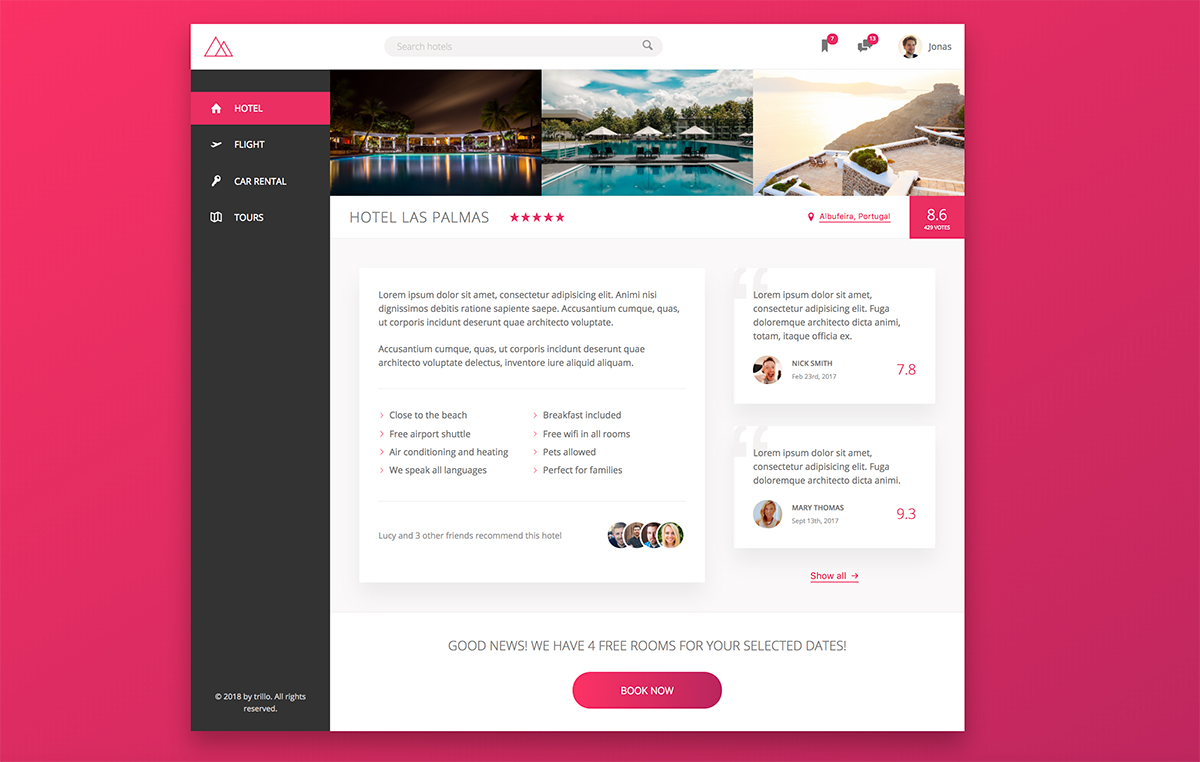 Search hotels
7
13
Jonas
HOTEL
FLIGHT
CAR RENTAL
TOURS
© 2018 by trillo. All rights
reserved.
HOTEL LAS PALMAS
Albufeira, Portugal
8.6
429 VOTES
Lorem ipsum dolor sit amet, consectetur adipisicing elit. Animi nisi
dignissimos debitis ratione sapiente saepe. Accusantium cumque, quas,
ut corporis incidunt deserunt quae architecto voluptate.
Accusantium cumque, quas, ut corporis incidunt deserunt quae
architecto voluptate delectus, inventore iure aliquid aliquam.
Close to the beach
Breakfast included
Free airport shuttle
Free wifi in all rooms
Air conditioning and heating
Pets allowed
We speak all languages
Perfect for families
Lucy and 3 other friends recommend this hotel
“
Lorem ipsum dolor sit amet,
consectetur adipisicing elit. Fuga
doloremque architecto dicta animi,
totam, itaque officia ex.
NICK SMITH
Feb 23rd, 2017
7.8
“
Lorem ipsum dolor sit amet,
consectetur adipisicing elit. Fuga
doloremque architecto dicta animi.
MARY THOMAS
Sept 13th, 2017
9.3
Show all →
GOOD NEWS! WE HAVE 4 FREE ROOMS FOR YOUR SELECTED DATES!
BOOK NOW